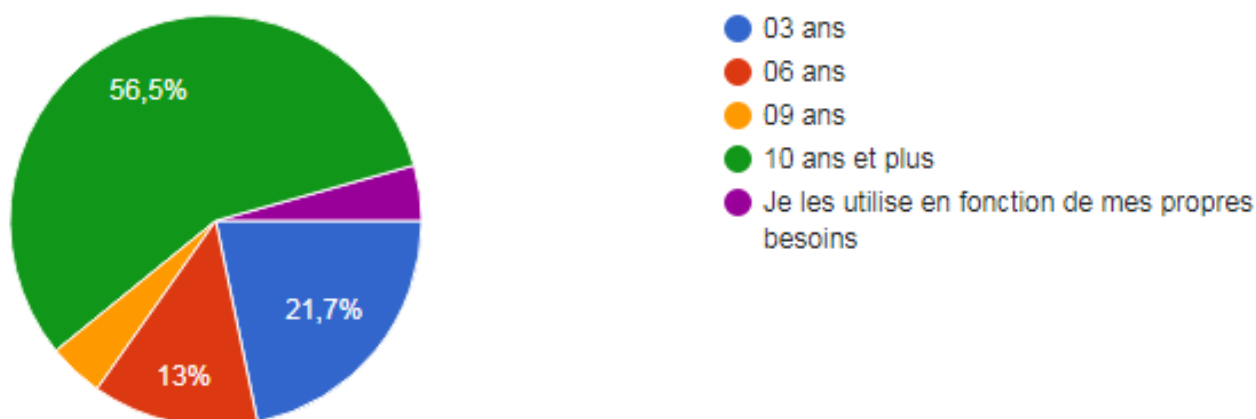 56,5%
21,7%
13%
03 ans
06 ans
09 ans
10 ans et plus
Je les utilise en fonction de mes propres
besoins